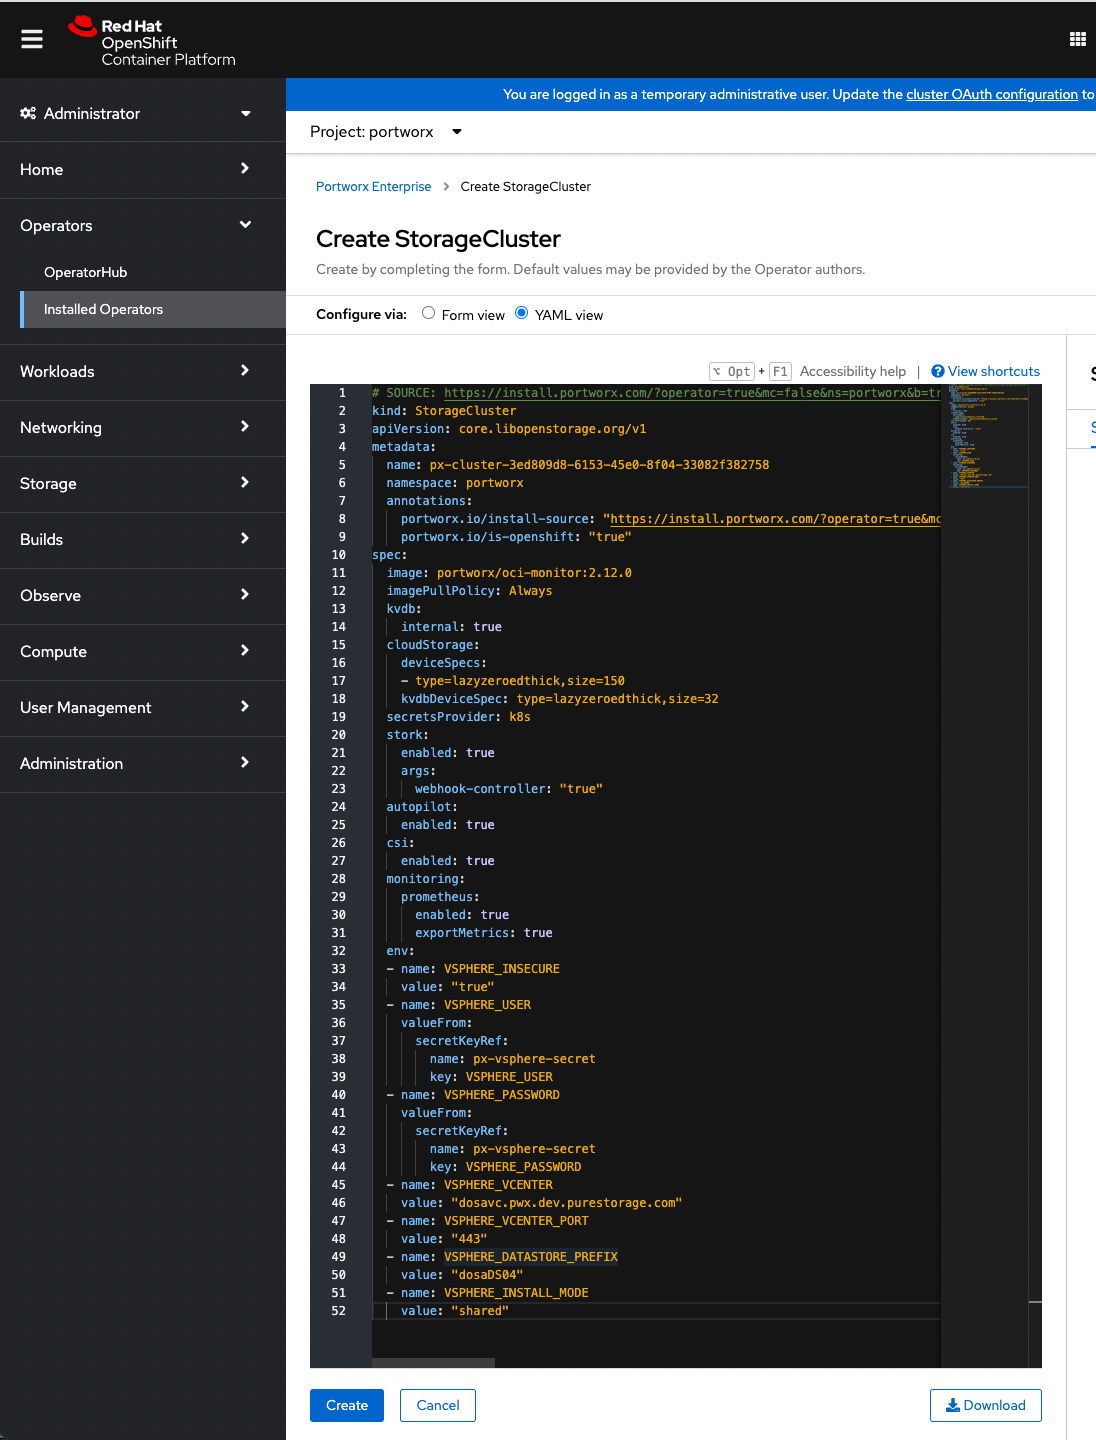 Red Hat
OpenShift
Container Platform
Administrator
Home
Operators
OperatorHub
Installed Operators
Workloads
Networking
Storage
Builds
Observe
Compute
User Management
Administration
You are logged in as a temporary administrative user. Update the cluster OAuth configuration to
Project: portworx
Portworx Enterprise > Create StorageCluster
Create StorageCluster
Create by completing the form. Default values may be provided by the Operator authors.
Configure via: Form view YAML view
⌥ Opt + F1 Accessibility help | View shortcuts
1 # SOURCE: https://install.portworx.com/?operator=true&mc=false&ns=portworx&b=tr
2 kind: StorageCluster
3 apiVersion: core.libopenstorage.org/v1
4 metadata:
5 name: px-cluster-3ed809d8-6153-45e0-8f04-33082f382758
6 namespace: portworx
7 annotations:
8 portworx.io/install-source: "https://install.portworx.com/?operator=true&mc
9 portworx.io/is-openshift: "true"
10 spec:
11 image: portworx/oci-monitor:2.12.0
12 imagePullPolicy: Always
13 kvdb:
14 internal: true
15 cloudStorage:
16 deviceSpecs:
17 - type=lazyzeroedthick,size=150
18 kvdbDeviceSpec: type=lazyzeroedthick,size=32
19 secretsProvider: k8s
20 stork:
21 enabled: true
22 args:
23 webhook-controller: "true"
24 autopilot:
25 enabled: true
26 csi:
27 enabled: true
28 monitoring:
29 prometheus:
30 enabled: true
31 exportMetrics: true
32 env:
33 - name: VSPHERE_INSECURE
34 value: "true"
35 - name: VSPHERE_USER
36 valueFrom:
37 secretKeyRef:
38 name: px-vsphere-secret
39 key: VSPHERE_USER
40 - name: VSPHERE_PASSWORD
41 valueFrom:
42 secretKeyRef:
43 name: px-vsphere-secret
44 key: VSPHERE_PASSWORD
45 - name: VSPHERE_VCENTER
46 value: "dosavc.pwx.dev.purestorage.com"
47 - name: VSPHERE_VCENTER_PORT
48 value: "443"
49 - name: VSPHERE_DATASTORE_PREFIX
50 value: "dosaDS04"
51 - name: VSPHERE_INSTALL_MODE
52 value: "shared"
Create
Cancel
Download